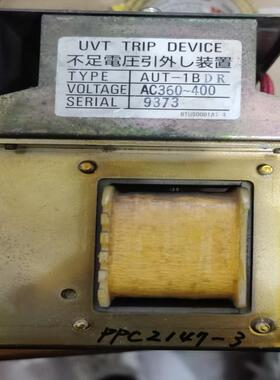 UVT TRIP DEVICE
不足電圧引外し装置
TYPE AUT-1BDR
VOLTAGE AC360~400
SERIAL 9373
PPC2147-3